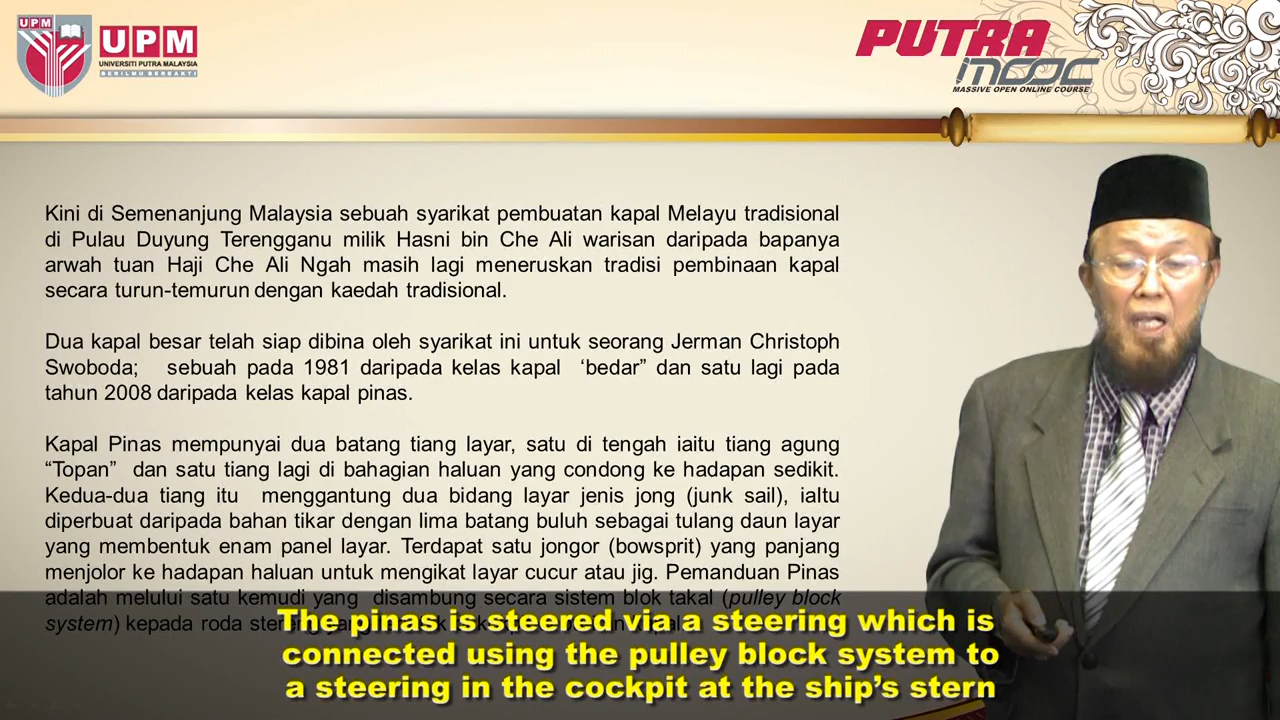 UPM
UPM
UNIVERSITI PUTRA MALAYSIA
BERILMU BERBAKTI
PUTRA
MOOC
MASSIVE OPEN ONLINE COURSE
Kini di Semenanjung Malaysia sebuah syarikat pembuatan kapal Melayu tradisional
di Pulau Duyung Terengganu milik Hasni bin Che Ali warisan daripada bapanya
arwah tuan Haji Che Ali Ngah masih lagi meneruskan tradisi pembinaan kapal
secara turun-temurun dengan kaedah tradisional.
Dua kapal besar telah siap dibina oleh syarikat ini untuk seorang Jerman Christoph
Swoboda; sebuah pada 1981 daripada kelas kapal ‘bedar” dan satu lagi pada
tahun 2008 daripada kelas kapal pinas.
Kapal Pinas mempunyai dua batang tiang layar, satu di tengah iaitu tiang agung
“Topan” dan satu tiang lagi di bahagian haluan yang condong ke hadapan sedikit.
Kedua-dua tiang itu menggantung dua bidang layar jenis jong (junk sail), iaItu
diperbuat daripada bahan tikar dengan lima batang buluh sebagai tulang daun layar
yang membentuk enam panel layar. Terdapat satu jongor (bowsprit) yang panjang
menjolor ke hadapan haluan untuk mengikat layar cucur atau jig. Pemanduan Pinas
adalah melului satu kemudi yang disambung secara sistem blok takal (pulley block
system) kepada roda
The pinas is steered via a steering which is
connected using the pulley block system to
a steering in the cockpit at the ship’s stern